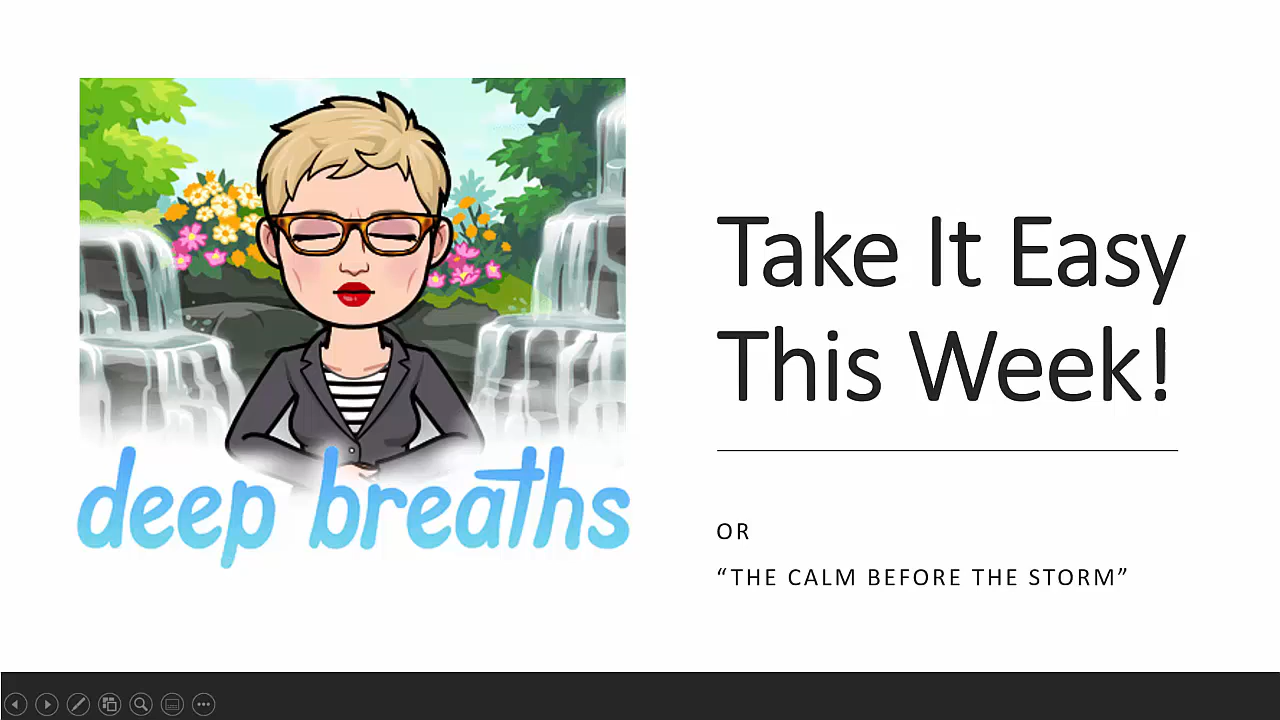 deep breaths
Take It Easy
This Week!
OR
“THE CALM BEFORE THE STORM”